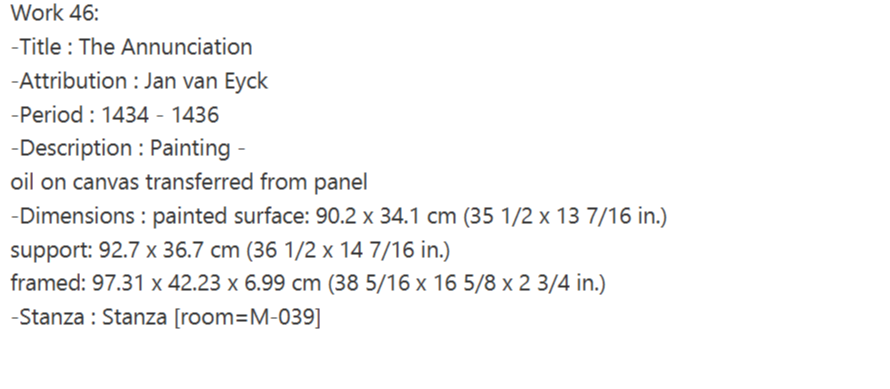 Work 46:
-Title : The Annunciation
-Attribution : Jan van Eyck
-Period : 1434 - 1436
-Description : Painting -
oil on canvas transferred from panel
-Dimensions : painted surface: 90.2 x 34.1 cm (35 1/2 x 13 7/16 in.)
support: 92.7 x 36.7 cm (36 1/2 x 14 7/16 in.)
framed: 97.31 x 42.23 x 6.99 cm (38 5/16 x 16 5/8 x 2 3/4 in.)
-Stanza : Stanza [room=M-039]